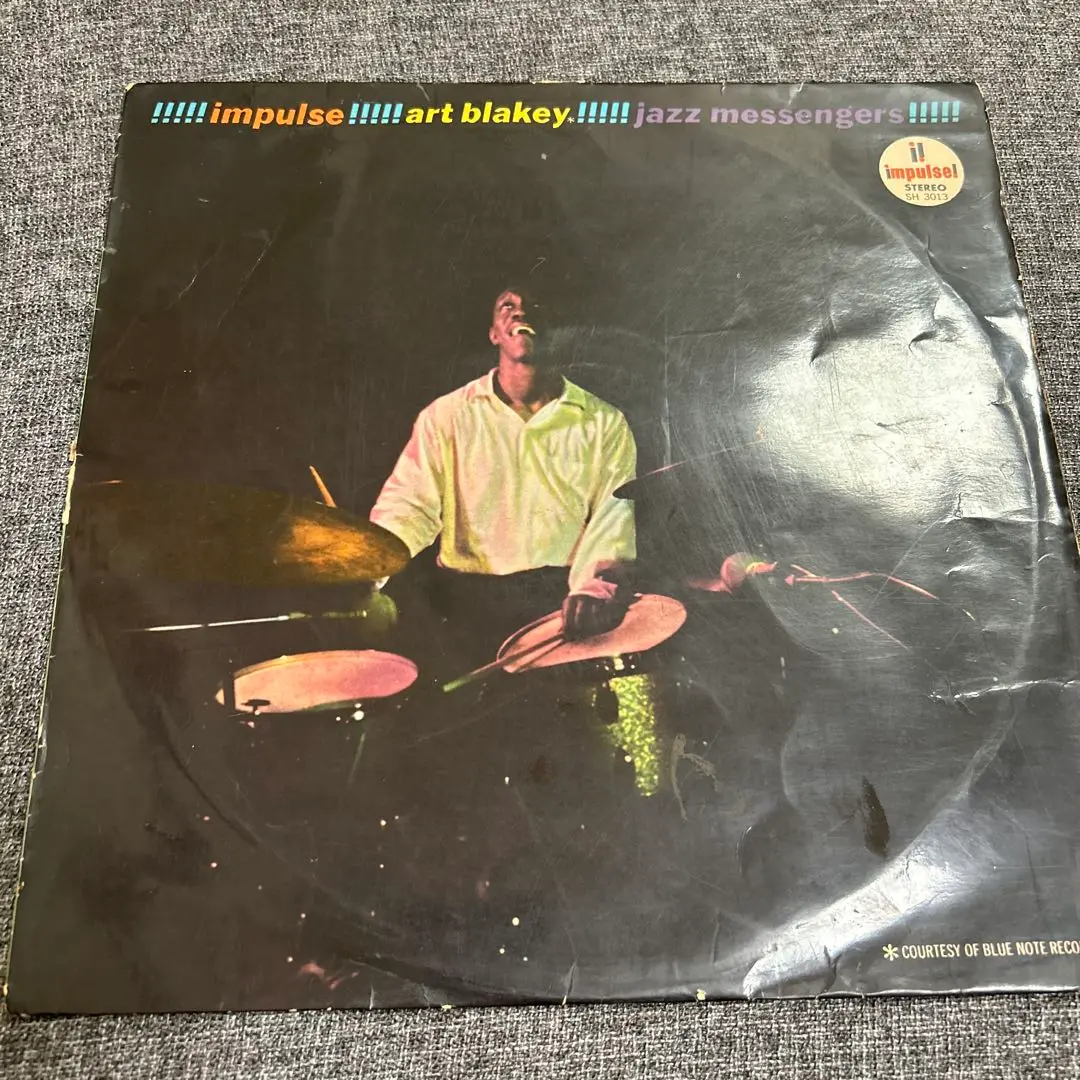 !!!!! impulse !!!!! art blakey* !!!!! jazz messengers !!!!!
i!
impulse!
STEREO
SH 3013
* COURTESY OF BLUE NOTE RECO